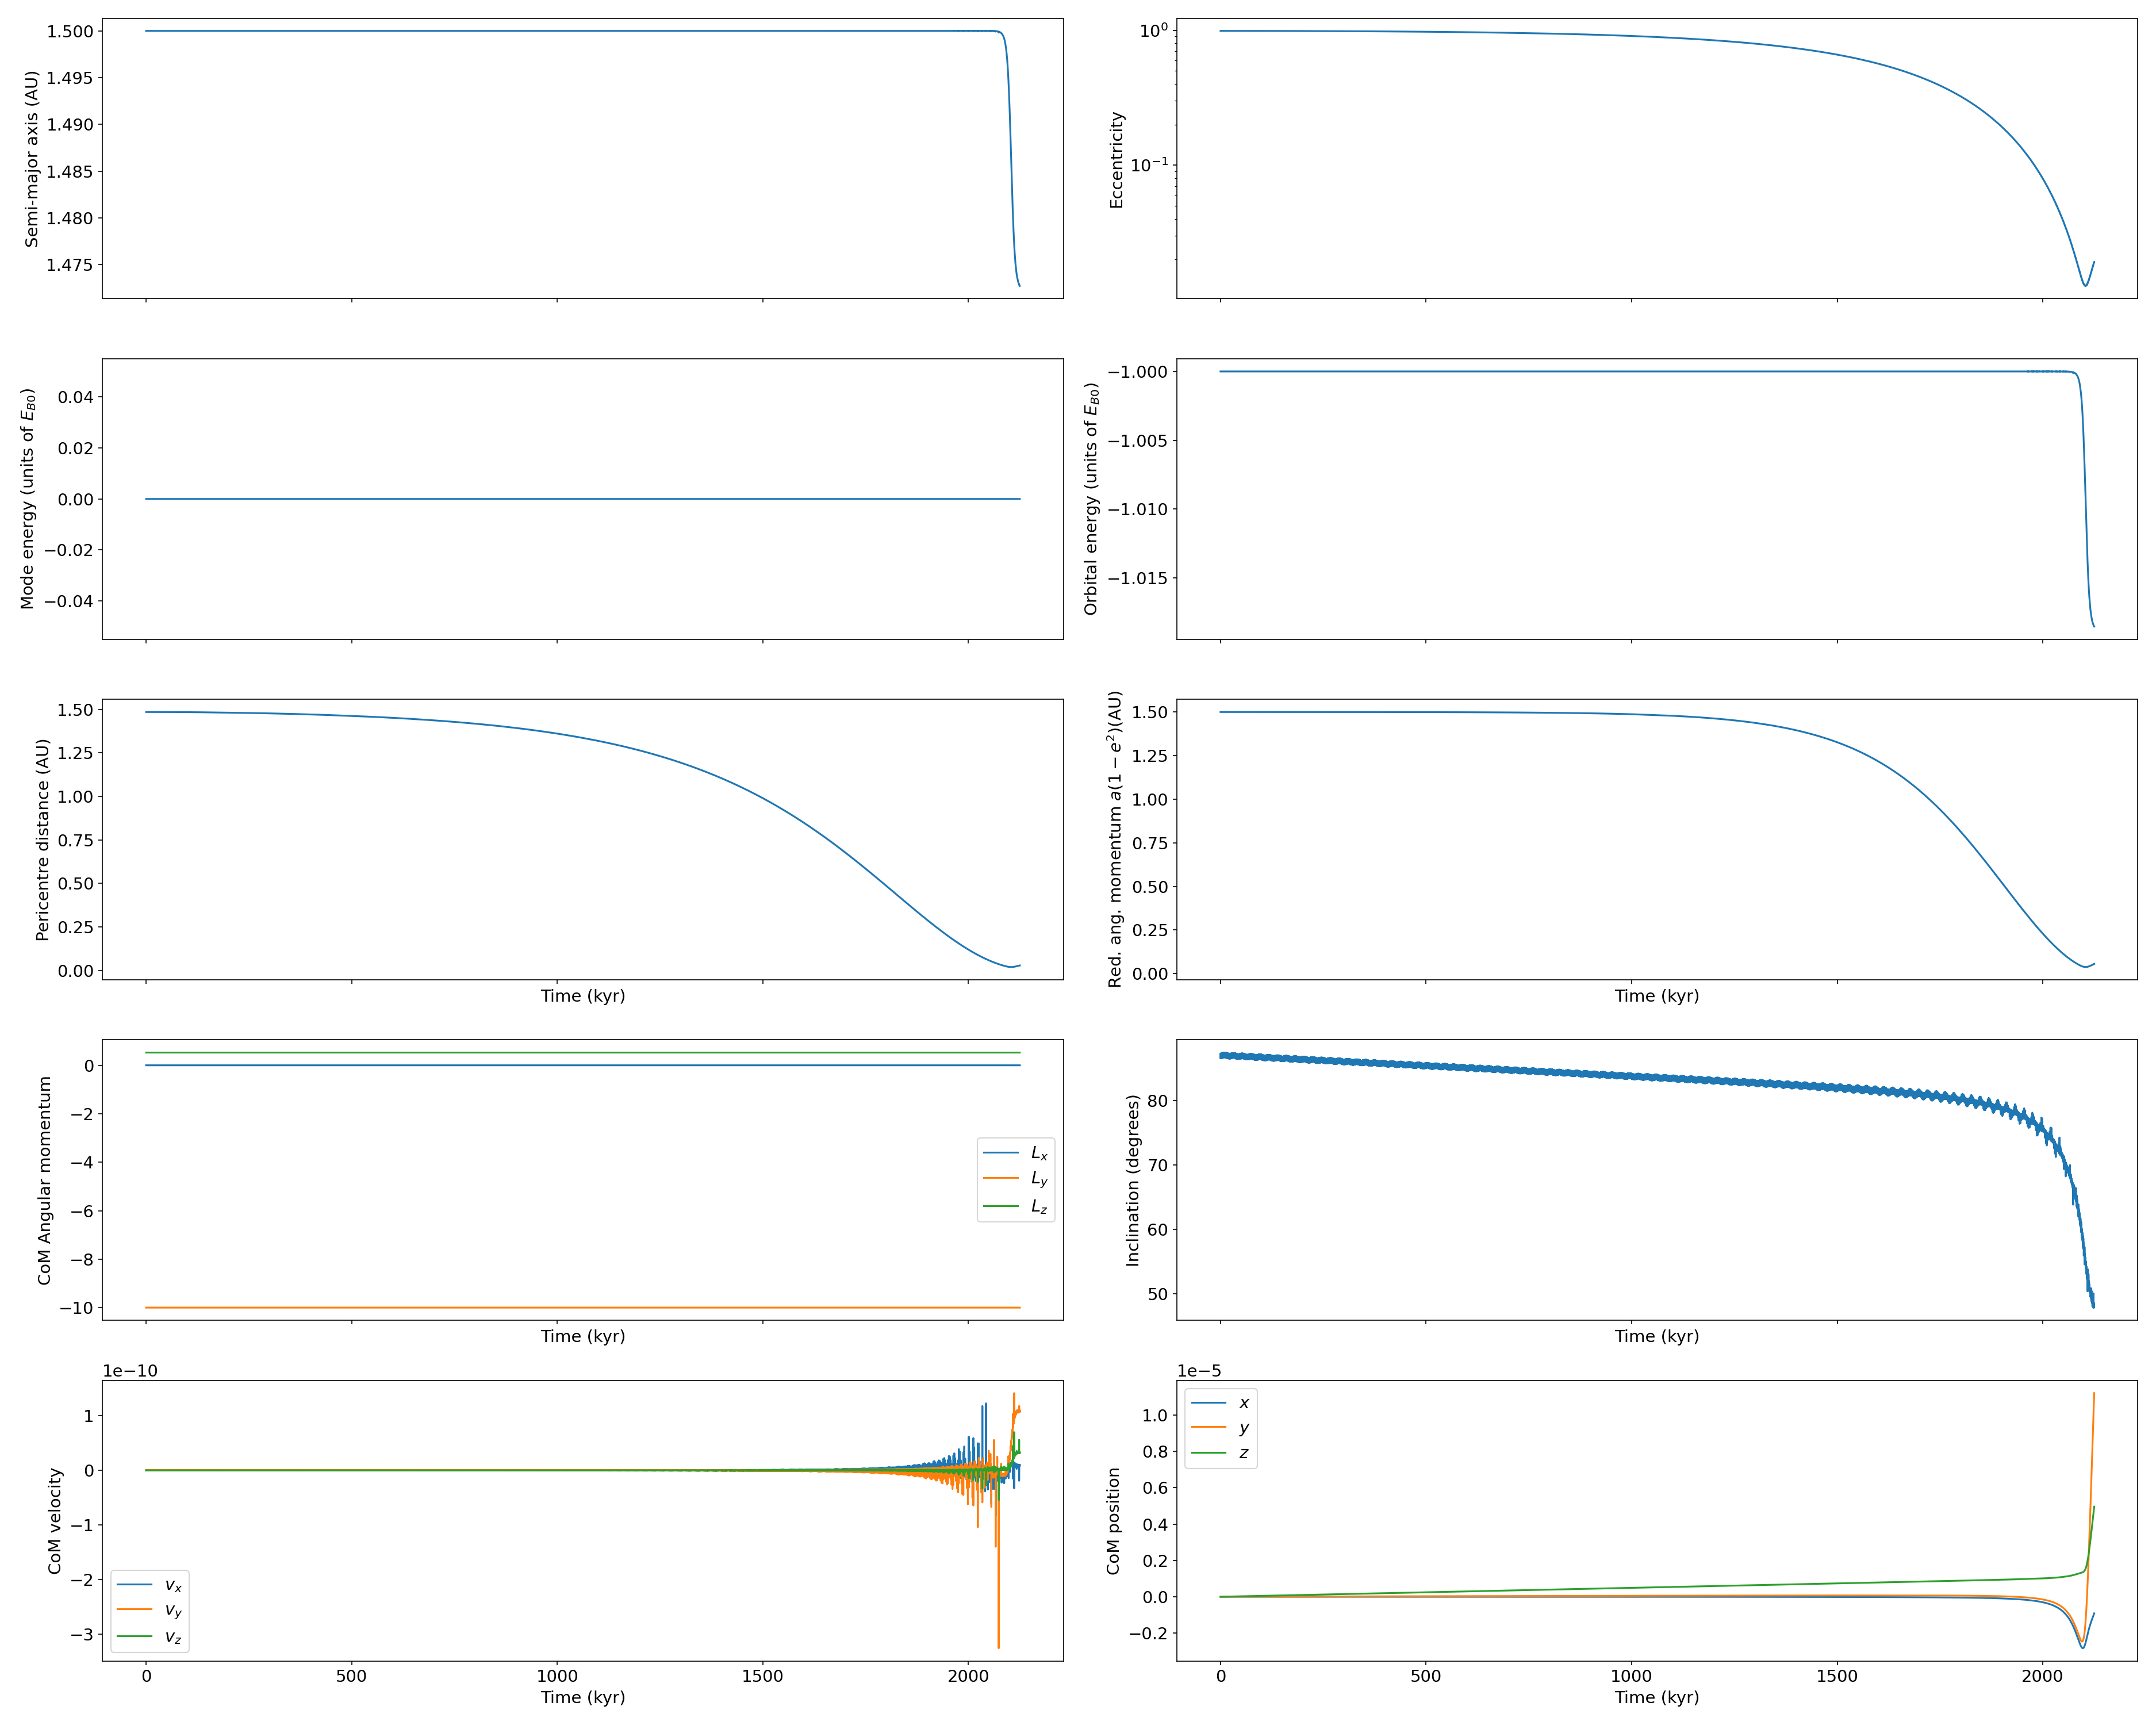 1.500
1.495
1.490
1.485
1.480
1.475
Semi-major axis (AU)
10⁰
10⁻¹
Eccentricity
0.04
0.02
0.00
−0.02
−0.04
Mode energy (units of E_{B0})
−1.000
−1.005
−1.010
−1.015
Orbital energy (units of E_{B0})
1.50
1.25
1.00
0.75
0.50
0.25
0.00
Pericentre distance (AU)
Time (kyr)
1.50
1.25
1.00
0.75
0.50
0.25
0.00
Red. ang. momentum a(1 − e²)(AU)
Time (kyr)
0
−2
−4
−6
−8
−10
CoM Angular momentum
L_x
L_y
L_z
Time (kyr)
80
70
60
50
Inclination (degrees)
Time (kyr)
1e−10
1
0
−1
−2
−3
CoM velocity
v_x
v_y
v_z
0 500 1000 1500 2000
Time (kyr)
1e−5
1.0
0.8
0.6
0.4
0.2
0.0
−0.2
CoM position
x
y
z
0 500 1000 1500 2000
Time (kyr)